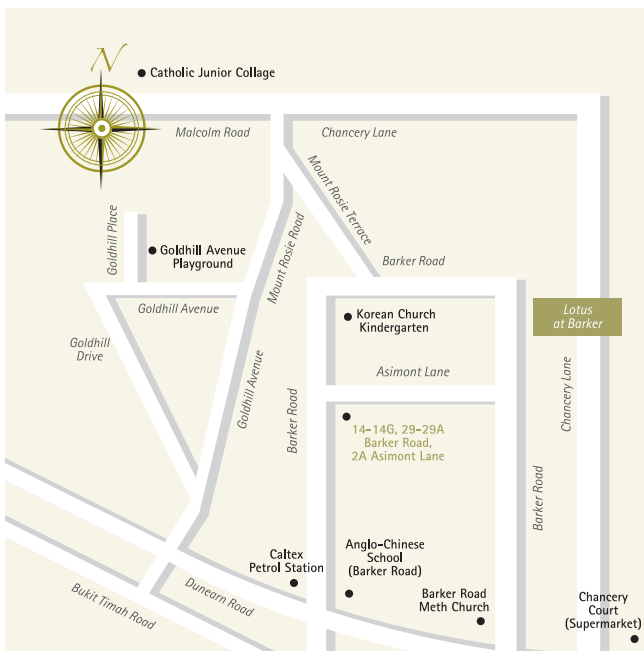 N
Catholic Junior Collage
Malcolm Road
Chancery Lane
Mount Rosie Terrace
Goldhill Place
Goldhill Avenue
Playground
Mount Rosie Road
Barker Road
Goldhill Avenue
Korean Church
Kindergarten
Lotus
at Barker
Goldhill
Drive
Asimont Lane
Chancery Lane
Goldhill Avenue
Barker Road
14-14G, 29-29A
Barker Road,
2A Asimont Lane
Barker Road
Caltex
Petrol Station
Anglo-Chinese
School
(Barker Road)
Bukit Timah Road
Dunearn Road
Barker Road
Meth Church
Chancery
Court
(Supermarket)